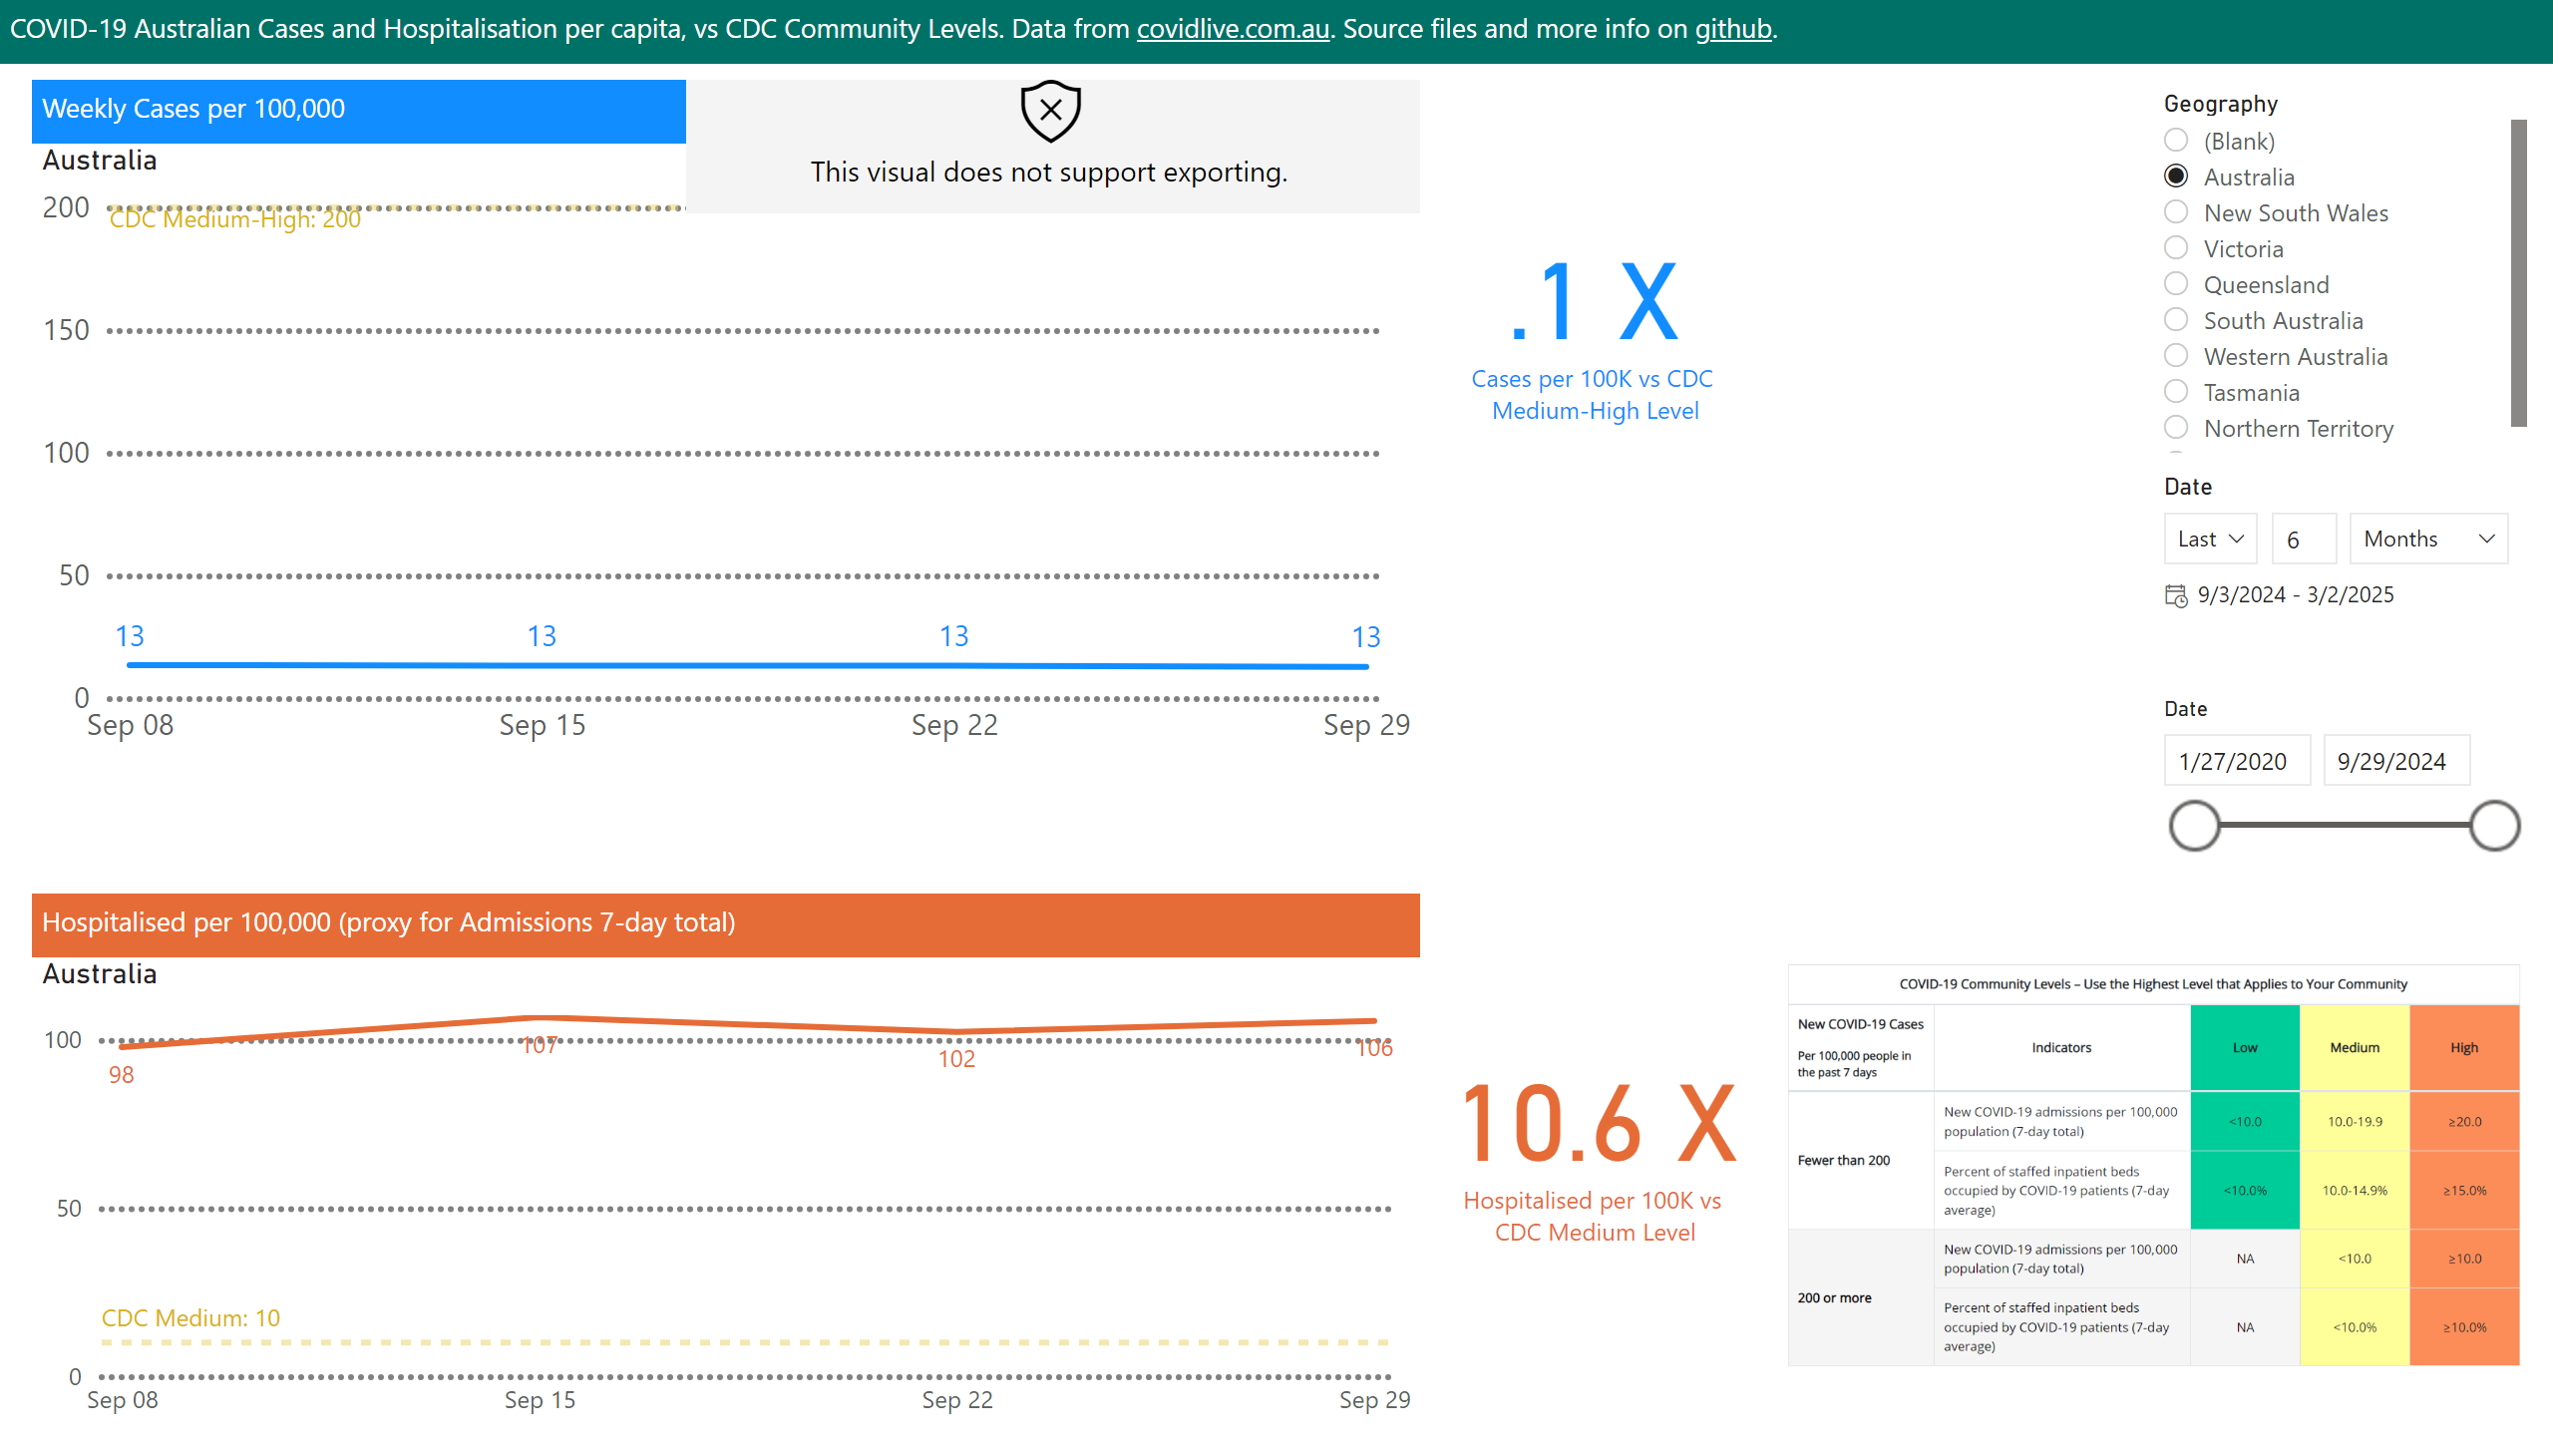 COVID-19 Australian Cases and Hospitalisation per capita, vs CDC Community Levels. Data from covidlive.com.au. Source files and more info on github.
Weekly Cases per 100,000
This visual does not support exporting.
Australia
200
CDC Medium-High: 200
150
100
50
0
13
13
13
13
Sep 08
Sep 15
Sep 22
Sep 29
.1 X
Cases per 100K vs CDC
Medium-High Level
Geography
(Blank)
Australia
New South Wales
Victoria
Queensland
South Australia
Western Australia
Tasmania
Northern Territory
Date
Last
6
Months
9/3/2024 - 3/2/2025
Date
1/27/2020
9/29/2024
Hospitalised per 100,000 (proxy for Admissions 7-day total)
Australia
100
50
0
98
107
102
106
CDC Medium: 10
Sep 08
Sep 15
Sep 22
Sep 29
10.6 X
Hospitalised per 100K vs
CDC Medium Level
COVID-19 Community Levels – Use the Highest Level that Applies to Your Community
New COVID-19 Cases
Per 100,000 people in
the past 7 days
Indicators
Low
Medium
High
Fewer than 200
New COVID-19 admissions per 100,000
population (7-day total)
<10.0
10.0-19.9
≥20.0
Percent of staffed inpatient beds
occupied by COVID-19 patients (7-day
average)
<10.0%
10.0-14.9%
≥15.0%
200 or more
New COVID-19 admissions per 100,000
population (7-day total)
NA
<10.0
≥10.0
Percent of staffed inpatient beds
occupied by COVID-19 patients (7-day
average)
NA
<10.0%
≥10.0%